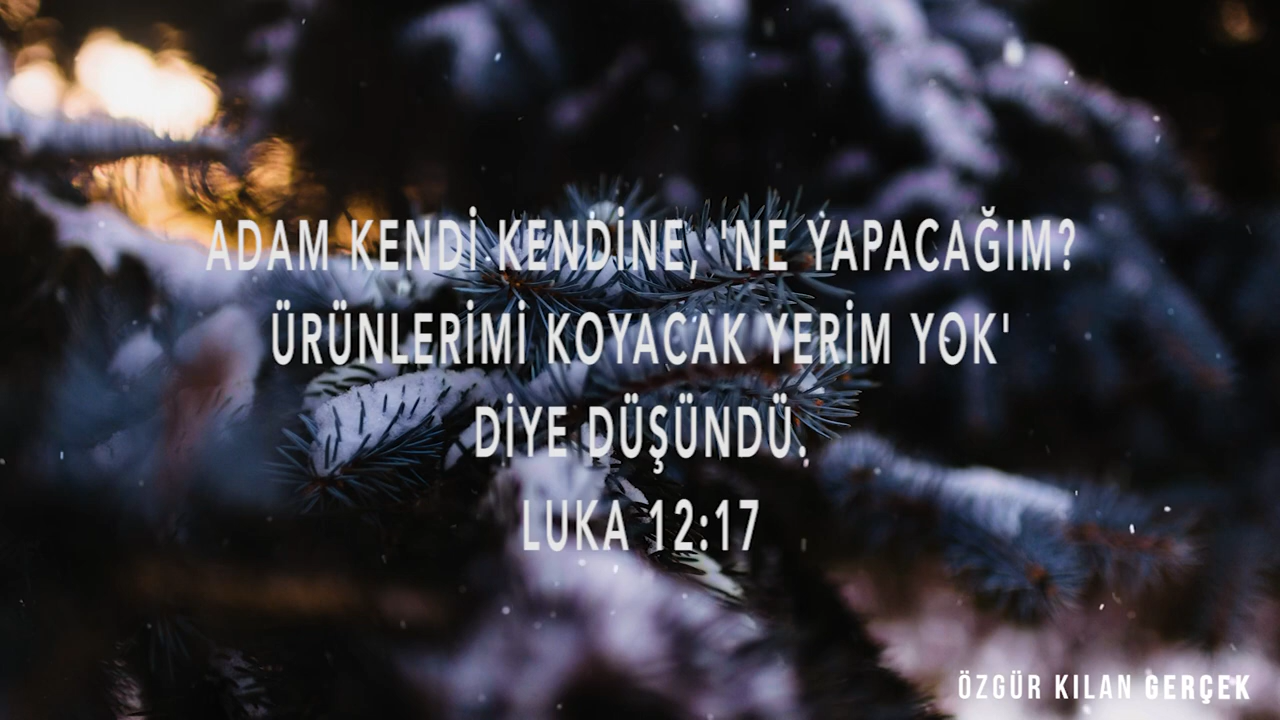 ADAM KENDİ KENDİNE, 'NE YAPACAĞIM?
ÜRÜNLERİMİ KOYACAK YERİM YOK'
DİYE DÜŞÜNDÜ.
LUKA 12:17
ÖZGÜR KILAN GERÇEK